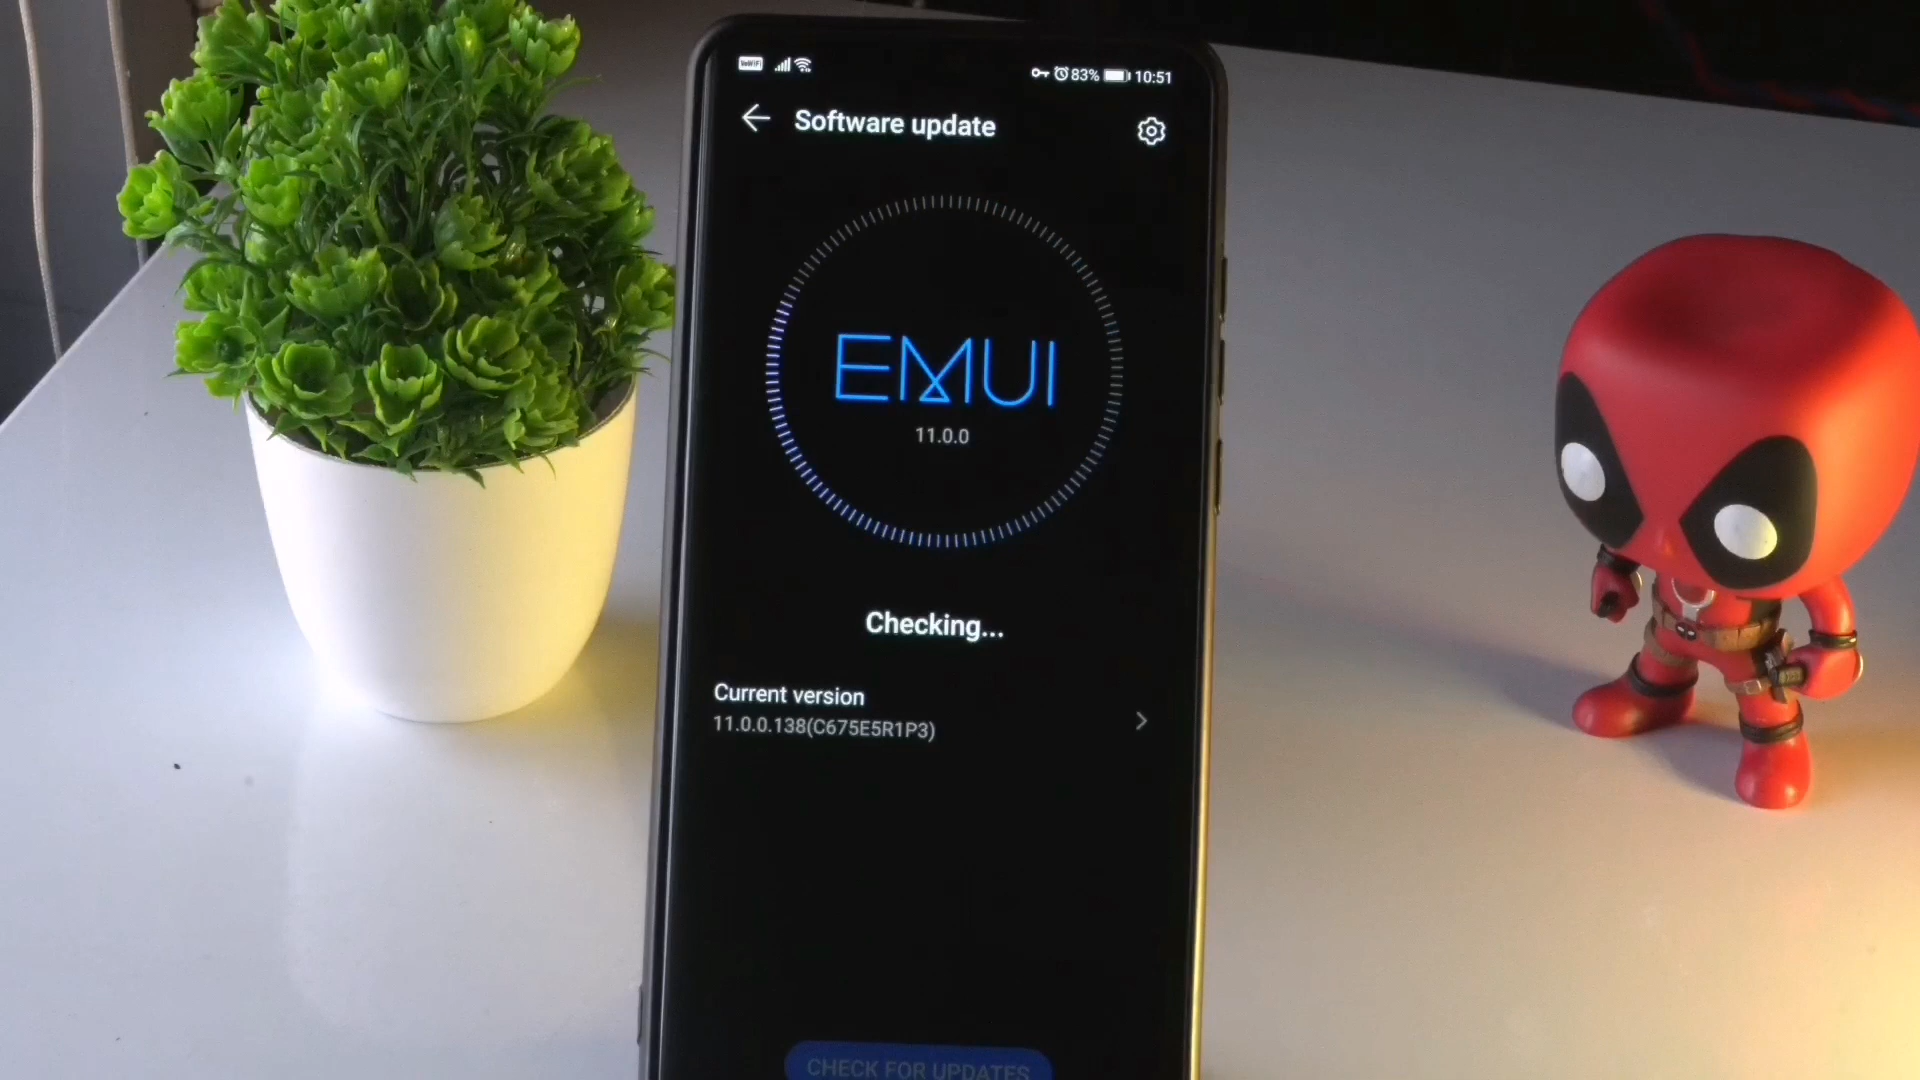 VoWiFi 83% 10:51
Software update
EMUI
11.0.0
Checking...
Current version
11.0.0.138(C675E5R1P3)
CHECK FOR UPDATES